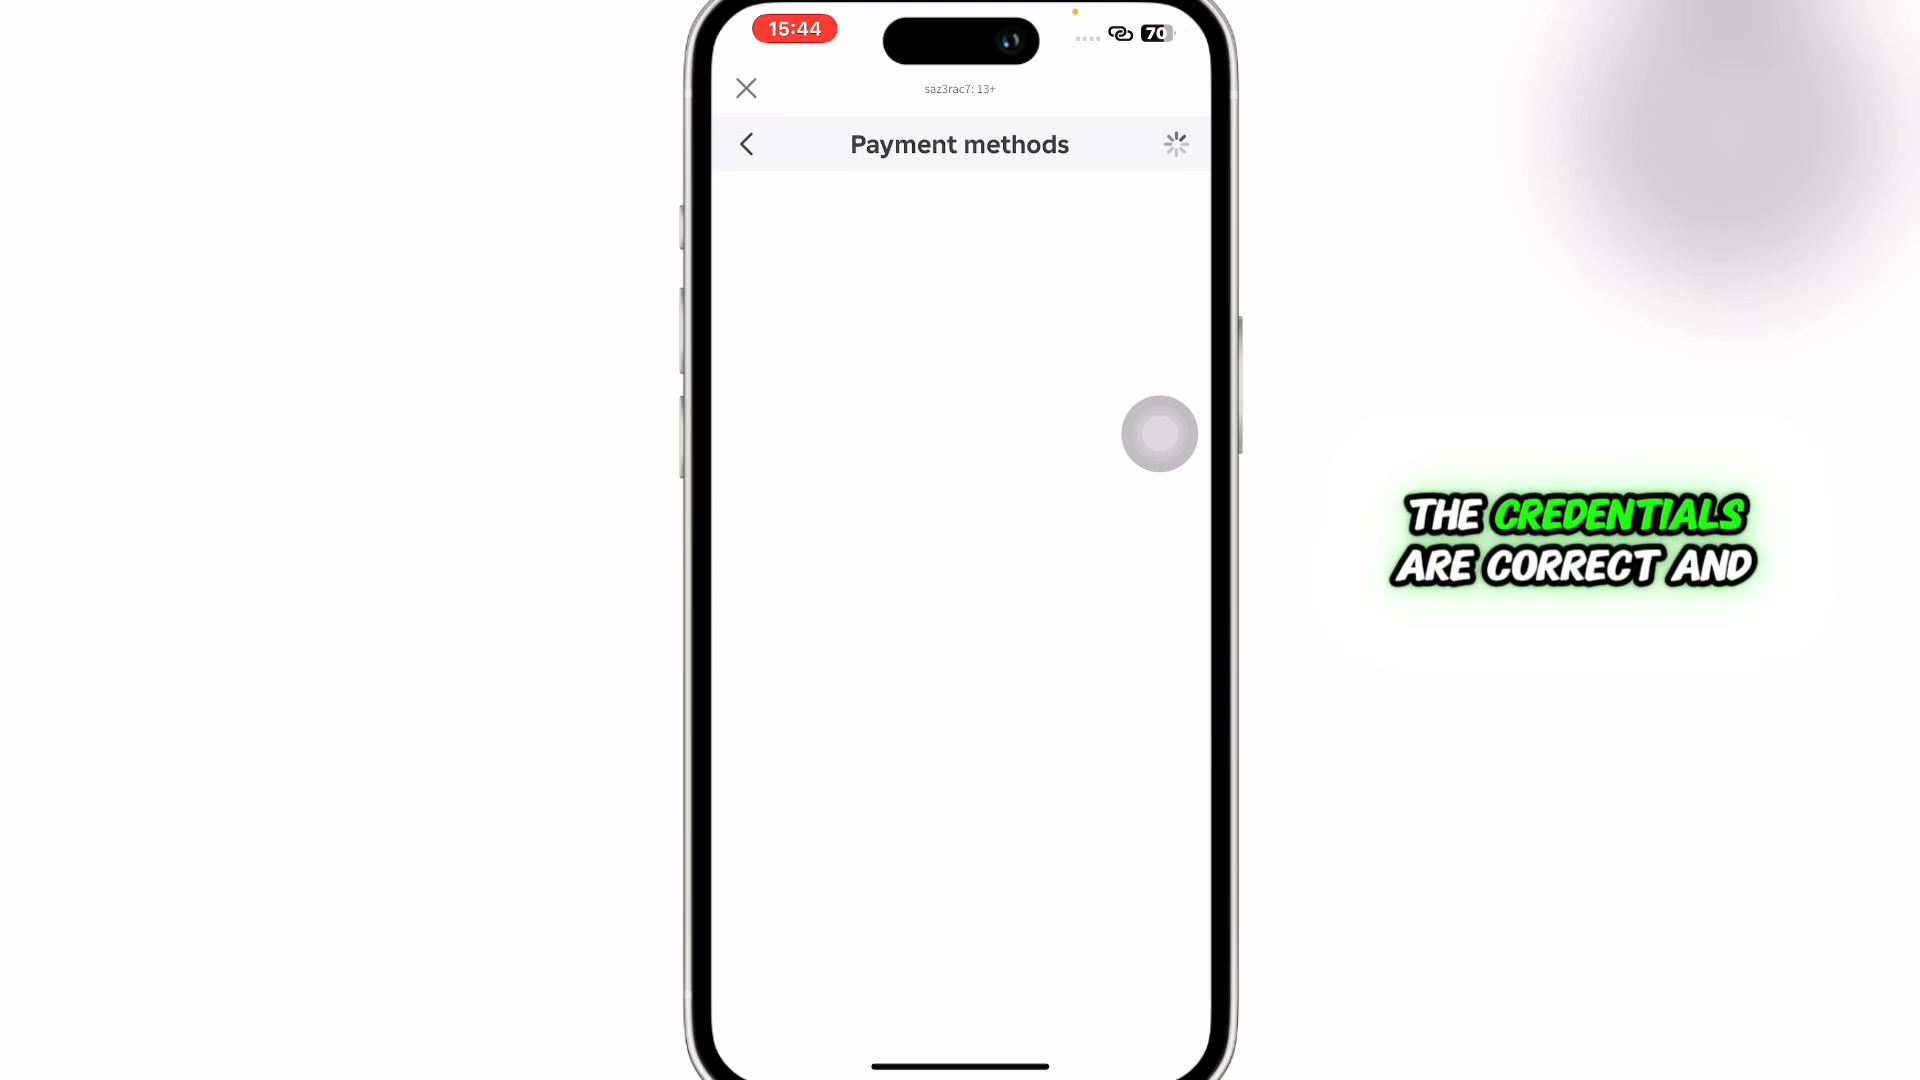 15:44
70
saz3rac7: 13+
Payment methods
THE CREDENTIALS
ARE CORRECT AND